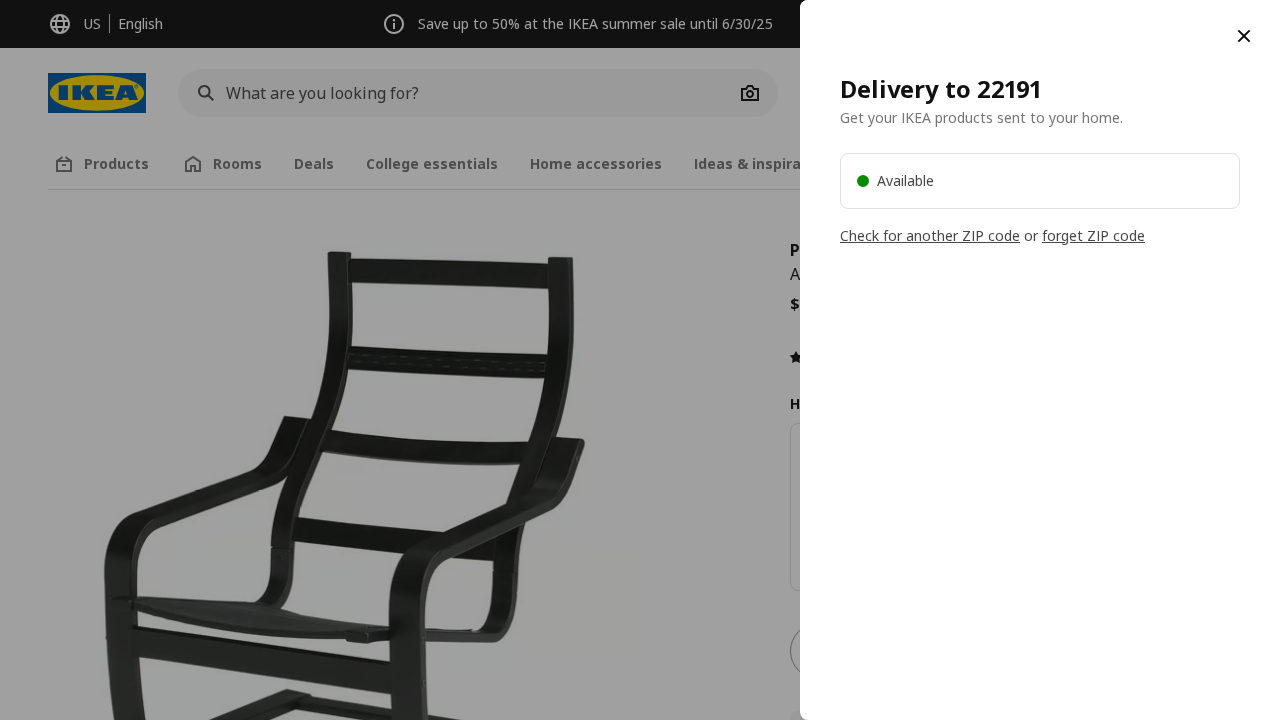 US
English
Save up to 50% at the IKEA summer sale until 6/30/25
Delivery to 22191
Get your IKEA products sent to your home.
IKEA
What are you looking for?
Products
Rooms
Deals
College essentials
Home accessories
Available
Check for another ZIP code or forget ZIP code